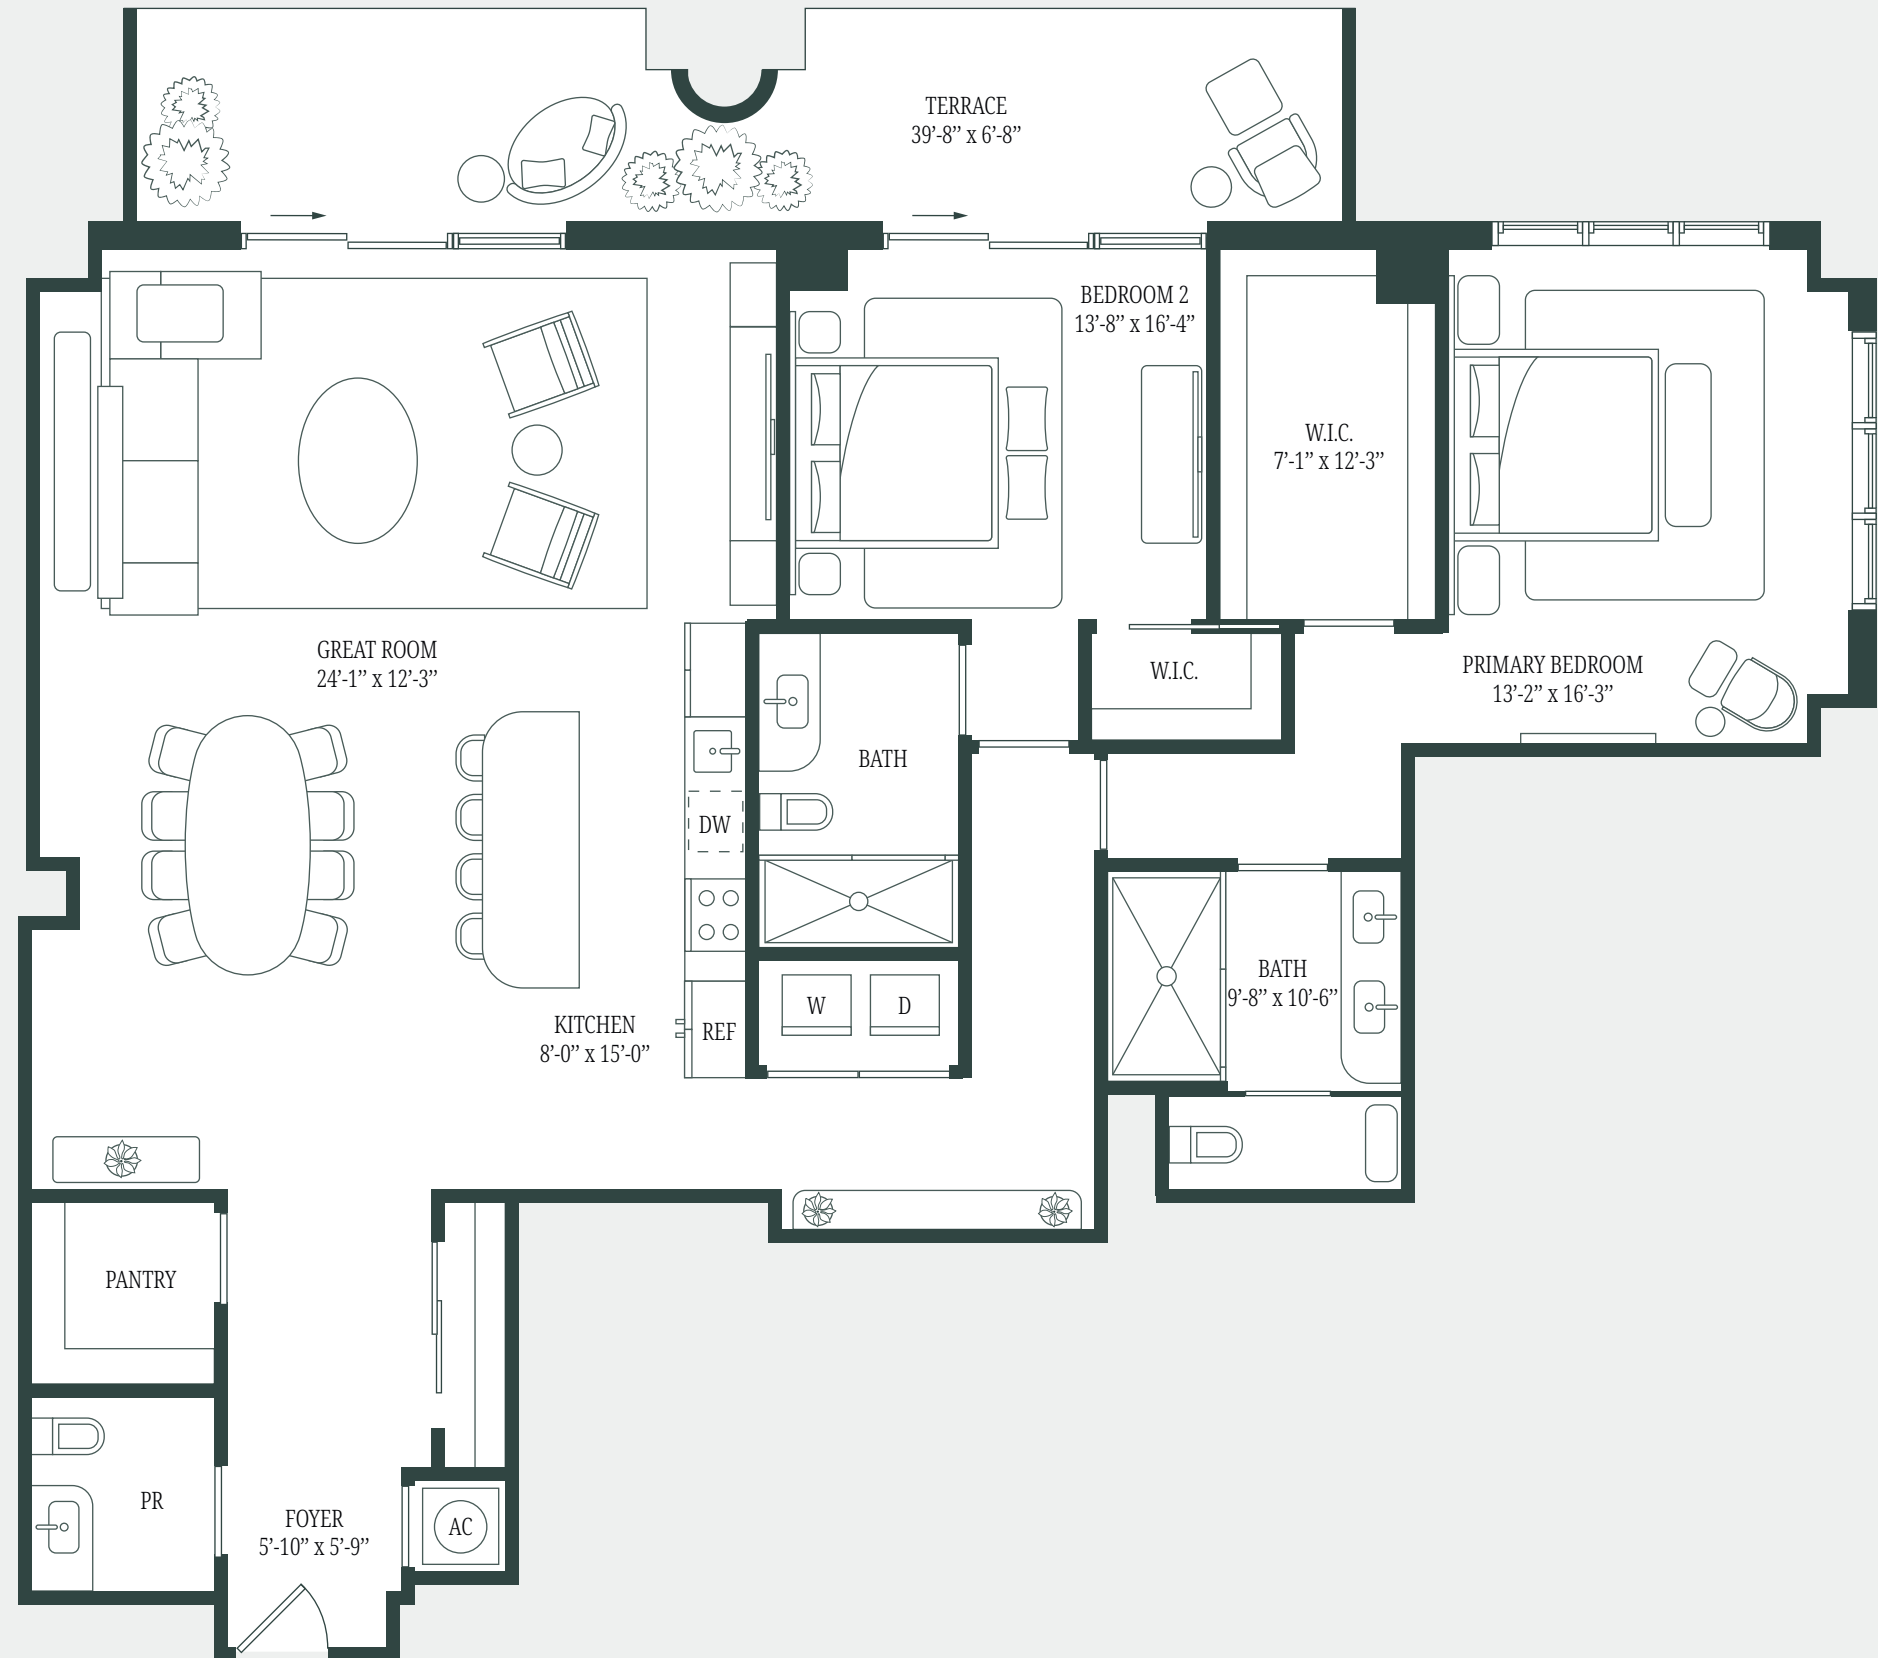 TERRACE
39’-8” x 6’-8”
BEDROOM 2
13’-8” x 16’-4”
W.I.C.
7’-1” x 12’-3”
GREAT ROOM
24’-1” x 12’-3”
W.I.C.
PRIMARY BEDROOM
13’-2” x 16’-3”
BATH
DW
BATH
9’-8” x 10’-6”
W
D
KITCHEN
8’-0” x 15’-0”
REF
PANTRY
PR
FOYER
5’-10” x 5’-9”
AC